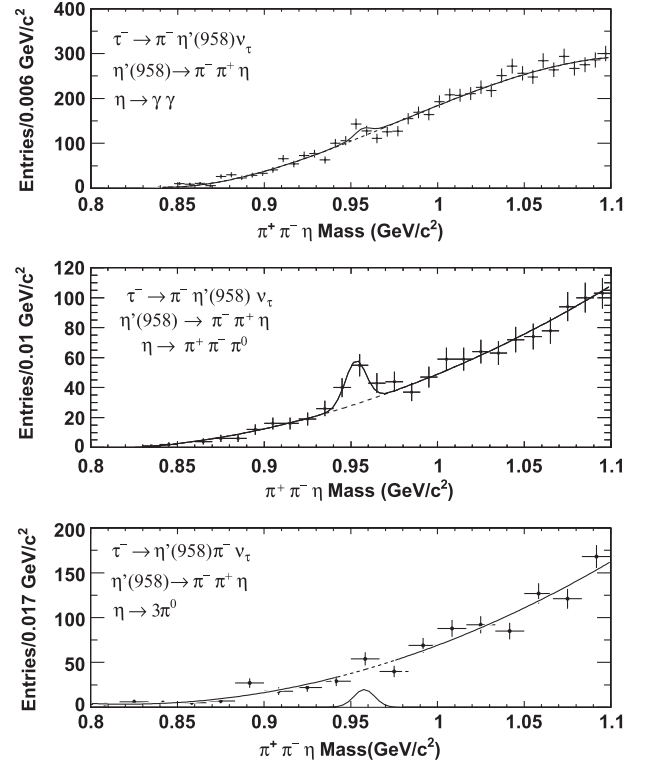 Entries/0.006 GeV/c²
400
300
200
100
0
τ⁻ → π⁻ η’(958)ν_τ
η’(958)→ π⁻ π⁺ η
η→ γ γ
0.8 0.85 0.9 0.95 1 1.05 1.1
π⁺ π⁻ η Mass (GeV/c²)
Entries/0.01 GeV/c²
120
100
80
60
40
20
0
τ⁻ → π⁻ η’(958) ν_τ
η’(958) → π⁻ π⁺ η
η→ π⁺ π⁻ π⁰
0.8 0.85 0.9 0.95 1 1.05 1.1
π⁺ π⁻ η Mass (GeV/c²)
Entries/0.017 GeV/c²
200
150
100
50
0
τ⁻ → η’(958)π⁻ ν_τ
η’(958)→ π⁻ π⁺ η
η→ 3π⁰
0.8 0.85 0.9 0.95 1 1.05 1.1
π⁺ π⁻ η Mass(GeV/c²)